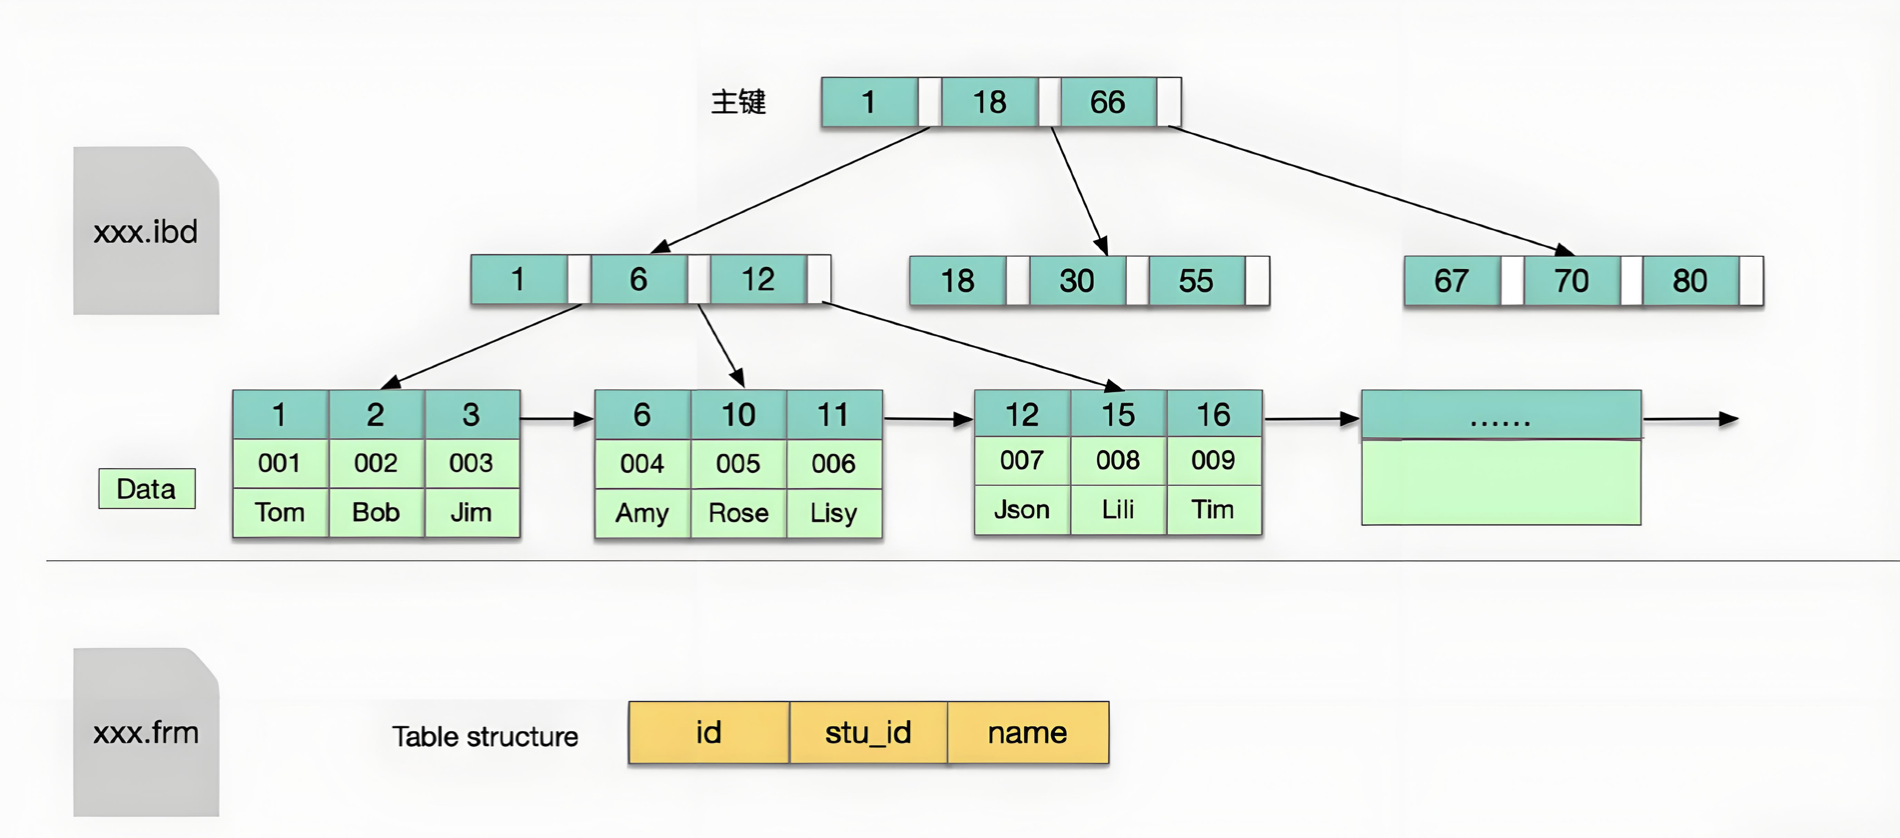 主键 1 18 66
xxx.ibd
1 6 12
18 30 55
67 70 80
1 2 3
001 002 003
Tom Bob Jim
6 10 11
004 005 006
Amy Rose Lisy
12 15 16
007 008 009
Json Lili Tim
......
Data
xxx.frm
Table structure
id stu_id name